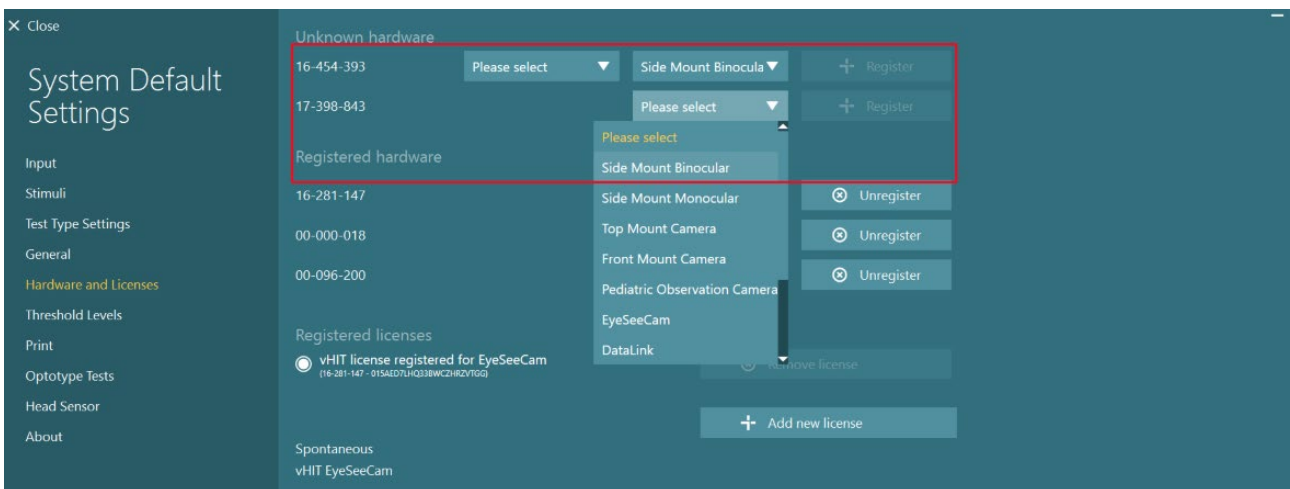 Close
System Default
Settings
Input
Stimuli
Test Type Settings
General
Hardware and Licenses
Threshold Levels
Print
Optotype Tests
Head Sensor
About
Unknown hardware
16-454-393 Please select Side Mount Binocula Register
17-398-843 Please select Register
Please select
Side Mount Binocular
Side Mount Monocular
Top Mount Camera
Front Mount Camera
Pediatric Observation Camera
EyeSeeCam
DataLink
Registered hardware
16-281-147 Unregister
00-000-018 Unregister
00-096-200 Unregister
Registered licenses
vHIT license registered for EyeSeeCam
Remove license
Add new license
Spontaneous
vHIT EyeSeeCam